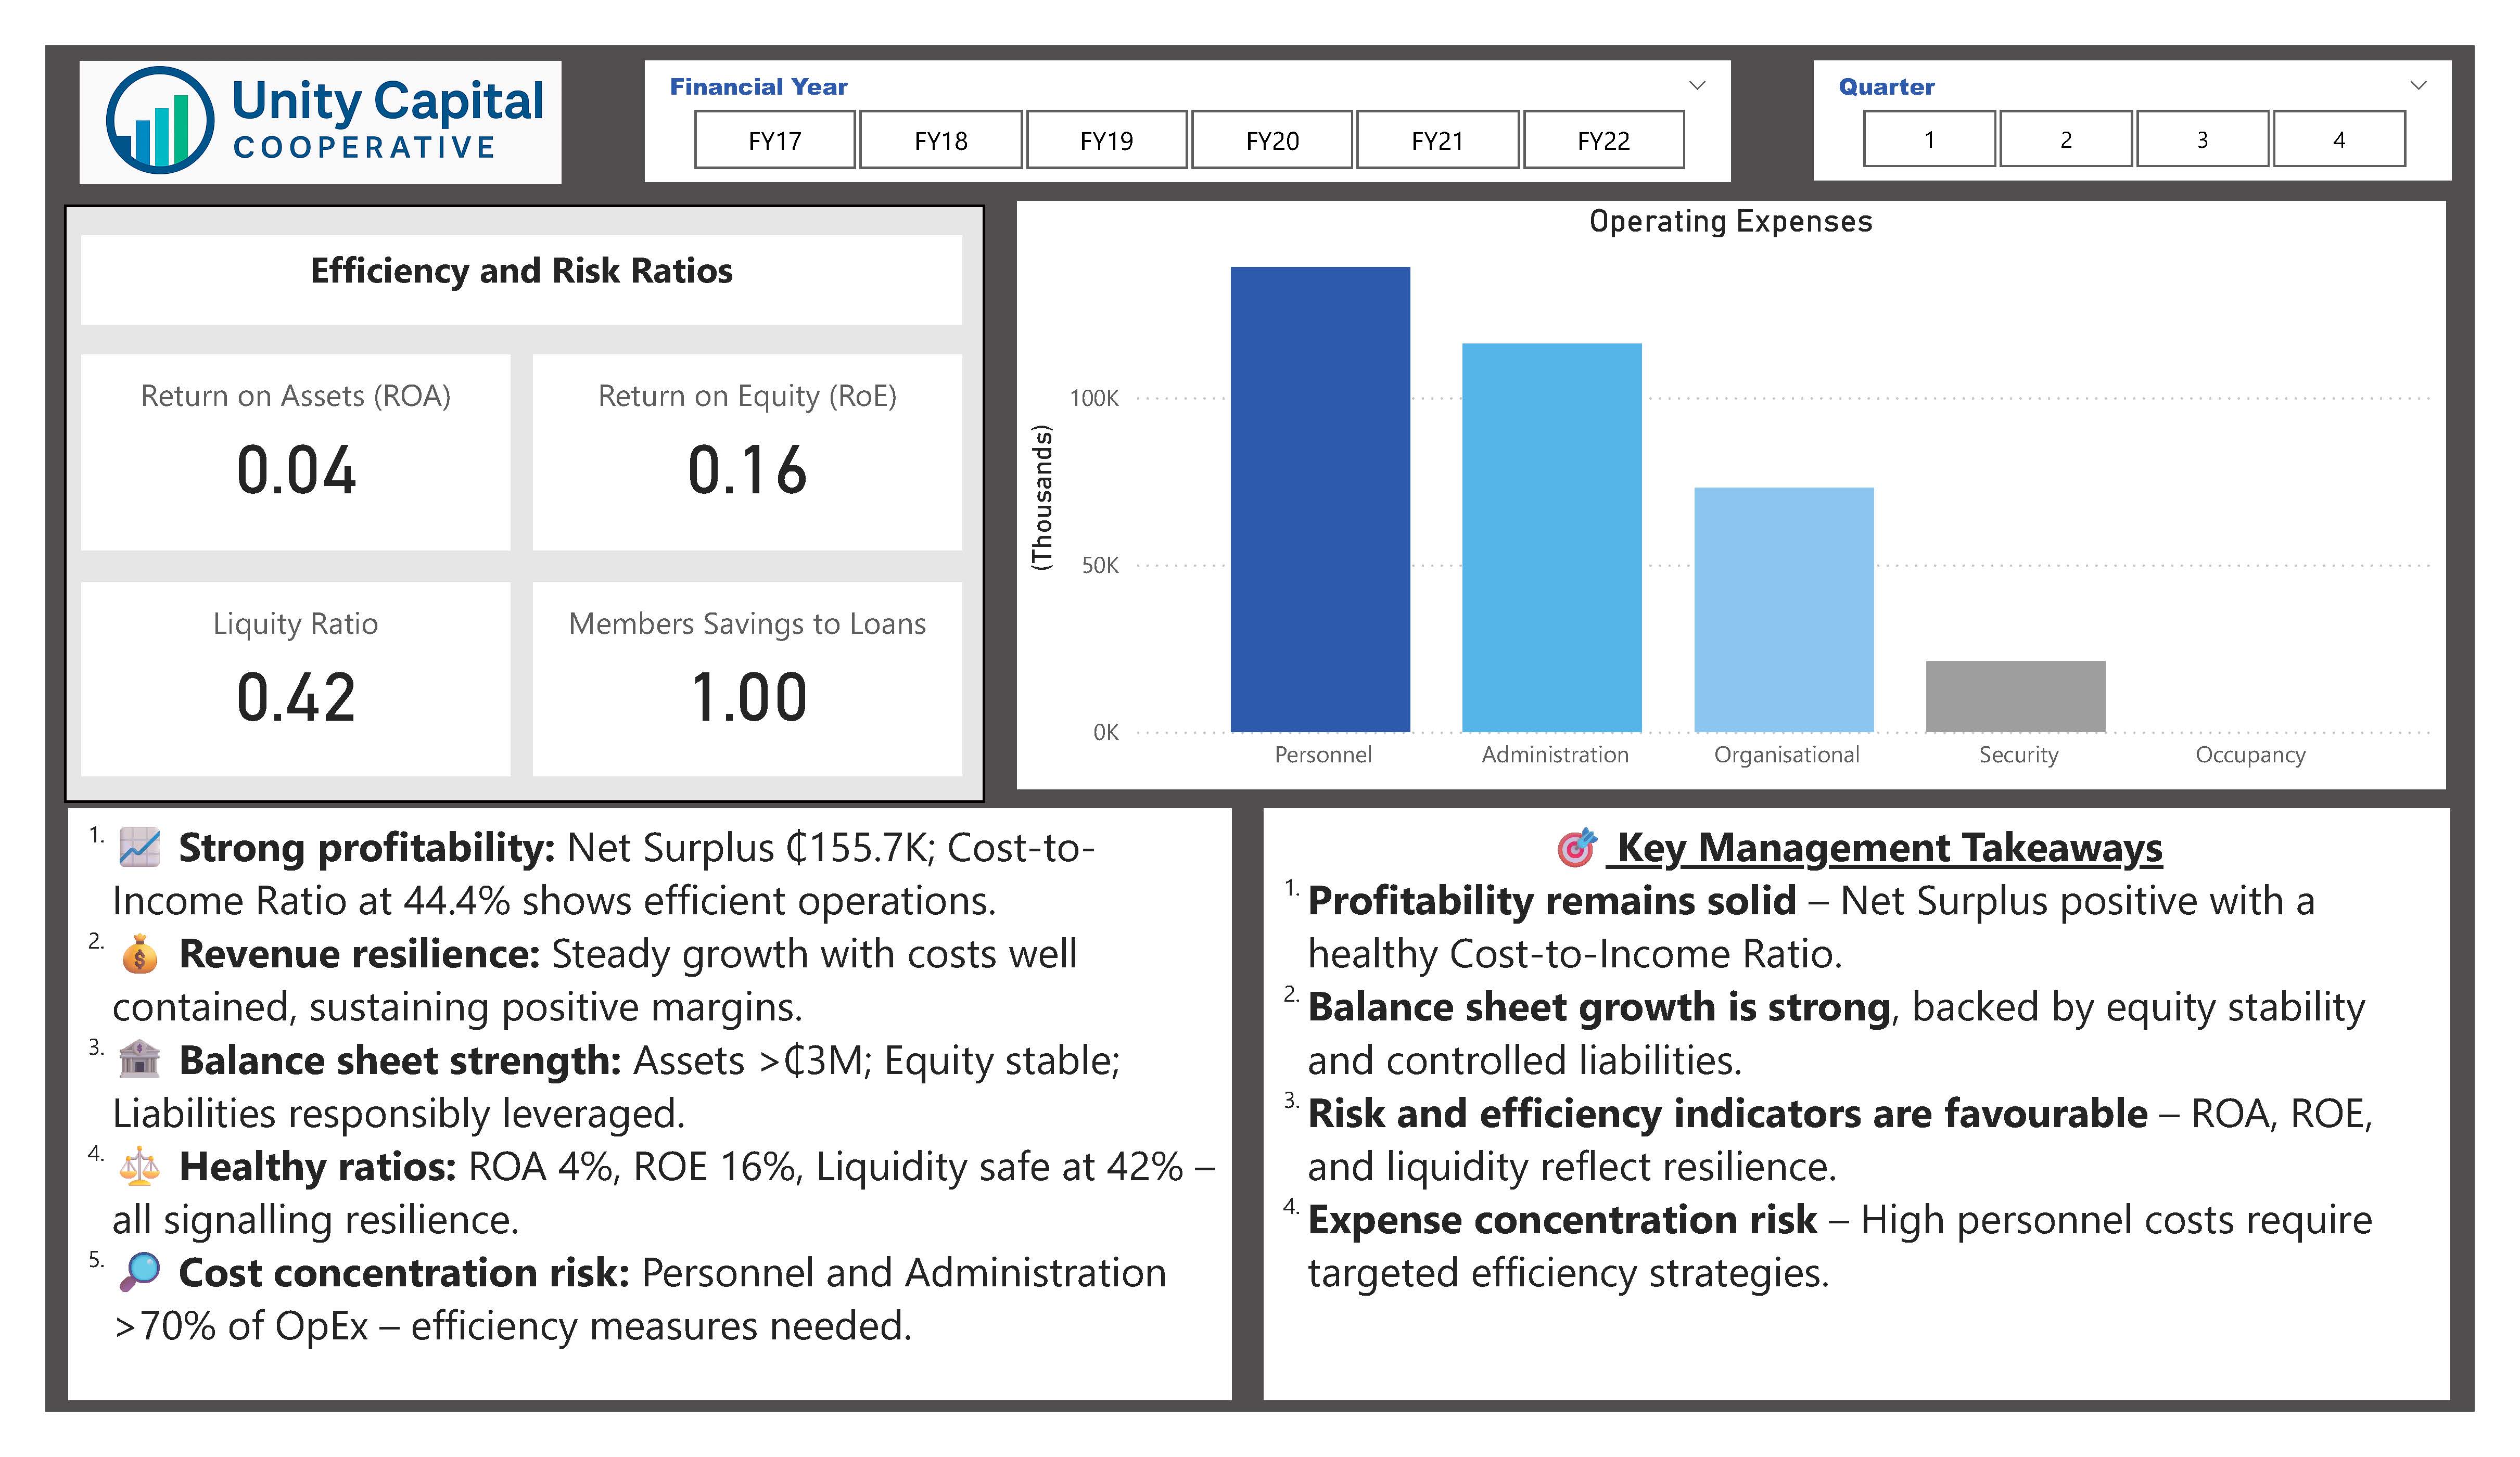 Unity Capital
COOPERATIVE
Financial Year
FY17 FY18 FY19 FY20 FY21 FY22
Quarter
1 2 3 4
Efficiency and Risk Ratios
Return on Assets (ROA)
0.04
Return on Equity (RoE)
0.16
Liquity Ratio
0.42
Members Savings to Loans
1.00
Operating Expenses
(Thousands)
100K
50K
0K
Personnel Administration Organisational Security Occupancy
1. Strong profitability: Net Surplus ₵155.7K; Cost-to-
Income Ratio at 44.4% shows efficient operations.
2. Revenue resilience: Steady growth with costs well
contained, sustaining positive margins.
3. Balance sheet strength: Assets >₵3M; Equity stable;
Liabilities responsibly leveraged.
4. Healthy ratios: ROA 4%, ROE 16%, Liquidity safe at 42% –
all signalling resilience.
5. Cost concentration risk: Personnel and Administration
>70% of OpEx – efficiency measures needed.
Key Management Takeaways
1. Profitability remains solid – Net Surplus positive with a
healthy Cost-to-Income Ratio.
2. Balance sheet growth is strong, backed by equity stability
and controlled liabilities.
3. Risk and efficiency indicators are favourable – ROA, ROE,
and liquidity reflect resilience.
4. Expense concentration risk – High personnel costs require
targeted efficiency strategies.